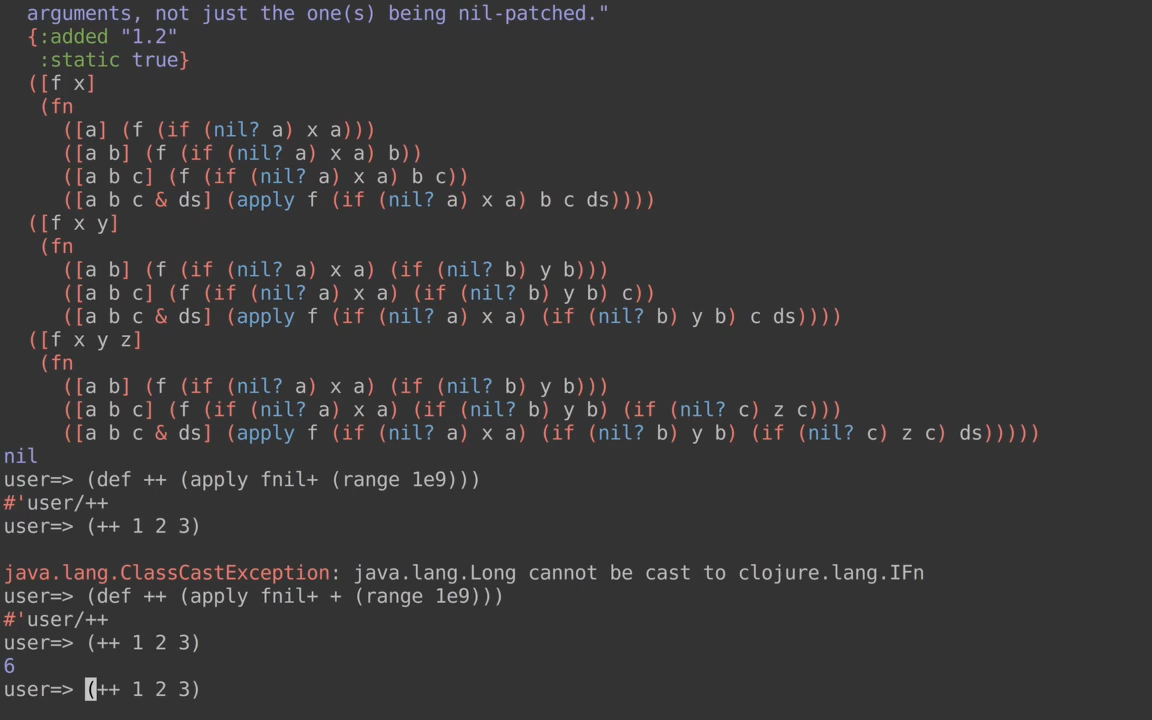 arguments, not just the one(s) being nil-patched."
  {:added "1.2"
   :static true}
  ([f x]
   (fn
     ([a] (f (if (nil? a) x a)))
     ([a b] (f (if (nil? a) x a) b))
     ([a b c] (f (if (nil? a) x a) b c))
     ([a b c & ds] (apply f (if (nil? a) x a) b c ds))))
  ([f x y]
   (fn
     ([a b] (f (if (nil? a) x a) (if (nil? b) y b)))
     ([a b c] (f (if (nil? a) x a) (if (nil? b) y b) c))
     ([a b c & ds] (apply f (if (nil? a) x a) (if (nil? b) y b) c ds))))
  ([f x y z]
   (fn
     ([a b] (f (if (nil? a) x a) (if (nil? b) y b)))
     ([a b c] (f (if (nil? a) x a) (if (nil? b) y b) (if (nil? c) z c)))
     ([a b c & ds] (apply f (if (nil? a) x a) (if (nil? b) y b) (if (nil? c) z c) ds)))))
nil
user=> (def ++ (apply fnil+ (range 1e9)))
#'user/++
user=> (++ 1 2 3)

java.lang.ClassCastException: java.lang.Long cannot be cast to clojure.lang.IFn
user=> (def ++ (apply fnil+ + (range 1e9)))
#'user/++
user=> (++ 1 2 3)
6
user=> (++ 1 2 3)